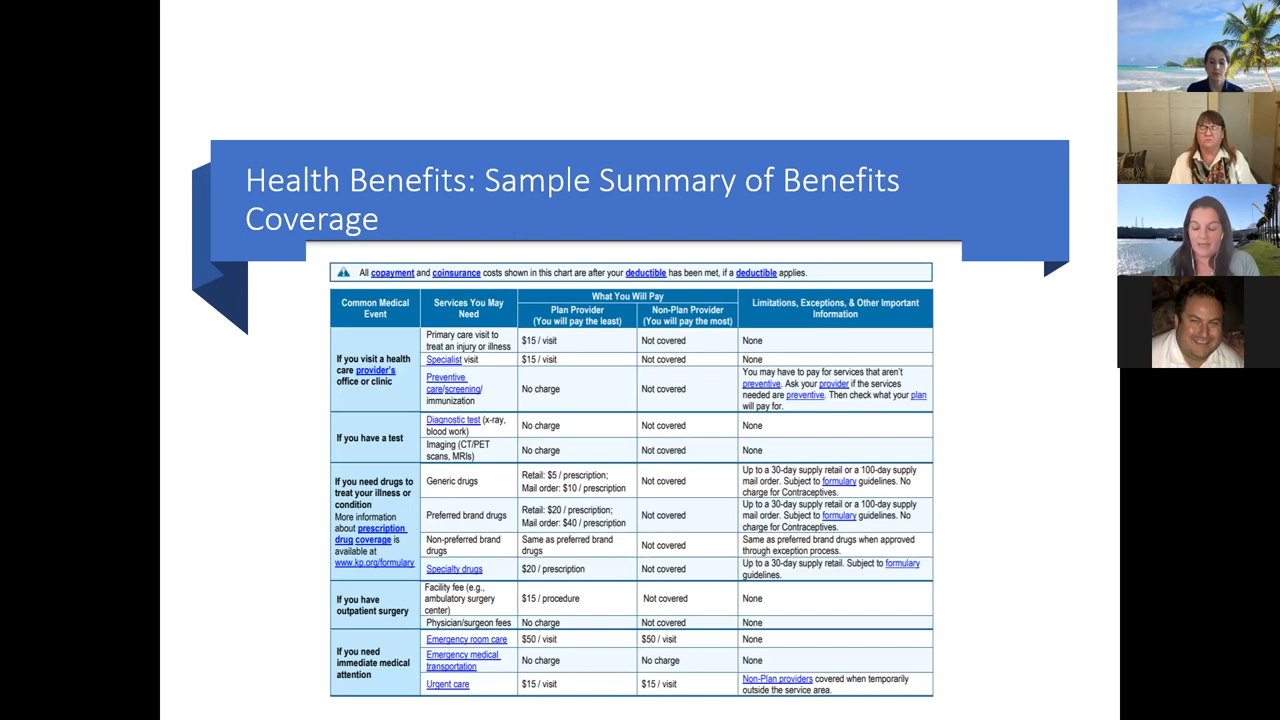 Health Benefits: Sample Summary of Benefits
Coverage
All copayment and coinsurance costs shown in this chart are after your deductible has been met, if a deductible applies.
Common Medical
Event
Services You May
Need
What You Will Pay
Plan Provider
(You will pay the least)
Non-Plan Provider
(You will pay the most)
Limitations, Exceptions, & Other Important
Information
If you visit a health
care provider's
office or clinic
Primary care visit to
treat an injury or illness
$15 / visit
Not covered
None
Specialist visit
$15 / visit
Not covered
None
Preventive
care/screening/
immunization
No charge
Not covered
You may have to pay for services that aren't
preventive. Ask your provider if the services
needed are preventive. Then check what your plan
will pay for.
If you have a test
Diagnostic test (x-ray,
blood work)
No charge
Not covered
None
Imaging (CT/PET
scans, MRIs)
No charge
Not covered
None
If you need drugs to
treat your illness or
condition
More information
about prescription
drug coverage is
available at
www.kp.org/formulary
Generic drugs
Retail: $5 / prescription;
Mail order: $10 / prescription
Not covered
Up to a 30-day supply retail or a 100-day supply
mail order. Subject to formulary guidelines. No
charge for Contraceptives.
Preferred brand drugs
Retail: $20 / prescription;
Mail order: $40 / prescription
Not covered
Up to a 30-day supply retail or a 100-day supply
mail order. Subject to formulary guidelines. No
charge for Contraceptives.
Non-preferred brand
drugs
Same as preferred brand
drugs
Not covered
Same as preferred brand drugs when approved
through exception process.
Specialty drugs
$20 / prescription
Not covered
Up to a 30-day supply retail. Subject to formulary
guidelines.
If you have
outpatient surgery
Facility fee (e.g.,
ambulatory surgery
center)
$15 / procedure
Not covered
None
Physician/surgeon fees
No charge
Not covered
None
If you need
immediate medical
attention
Emergency room care
$50 / visit
$50 / visit
None
Emergency medical
transportation
No charge
No charge
None
Urgent care
$15 / visit
$15 / visit
Non-Plan providers covered when temporarily
outside the service area.